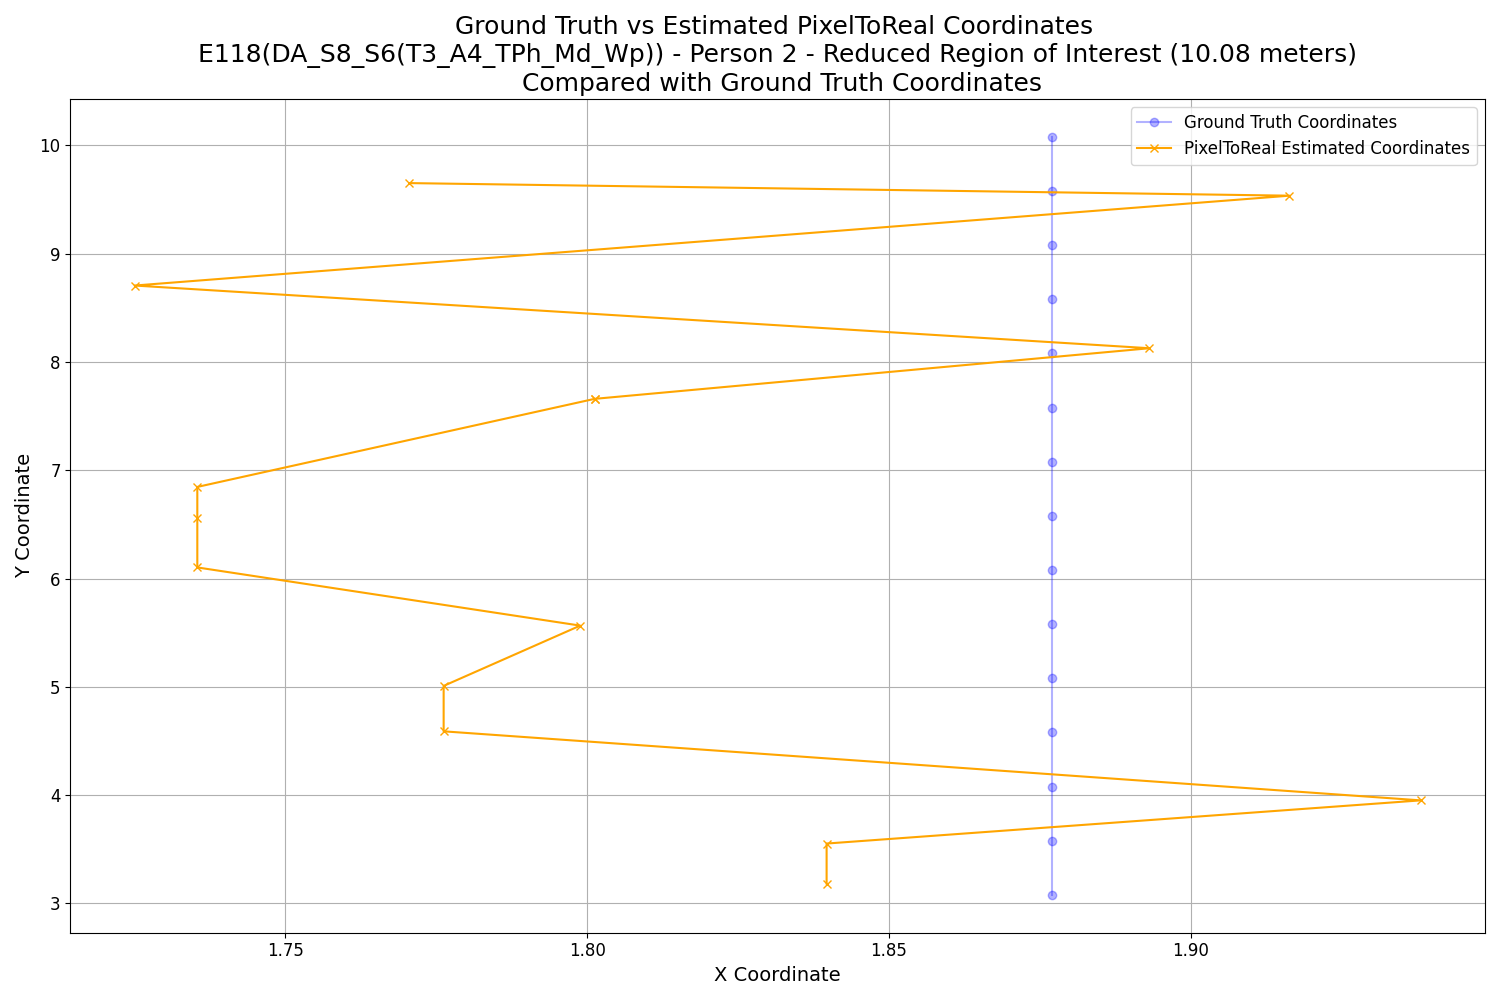 Ground Truth vs Estimated PixelToReal Coordinates
E118(DA_S8_S6(T3_A4_TPh_Md_Wp)) - Person 2 - Reduced Region of Interest (10.08 meters)
Compared with Ground Truth Coordinates
Ground Truth Coordinates
PixelToReal Estimated Coordinates
10
9
8
7
6
5
4
3
Y Coordinate
1.75
1.80
1.85
1.90
X Coordinate